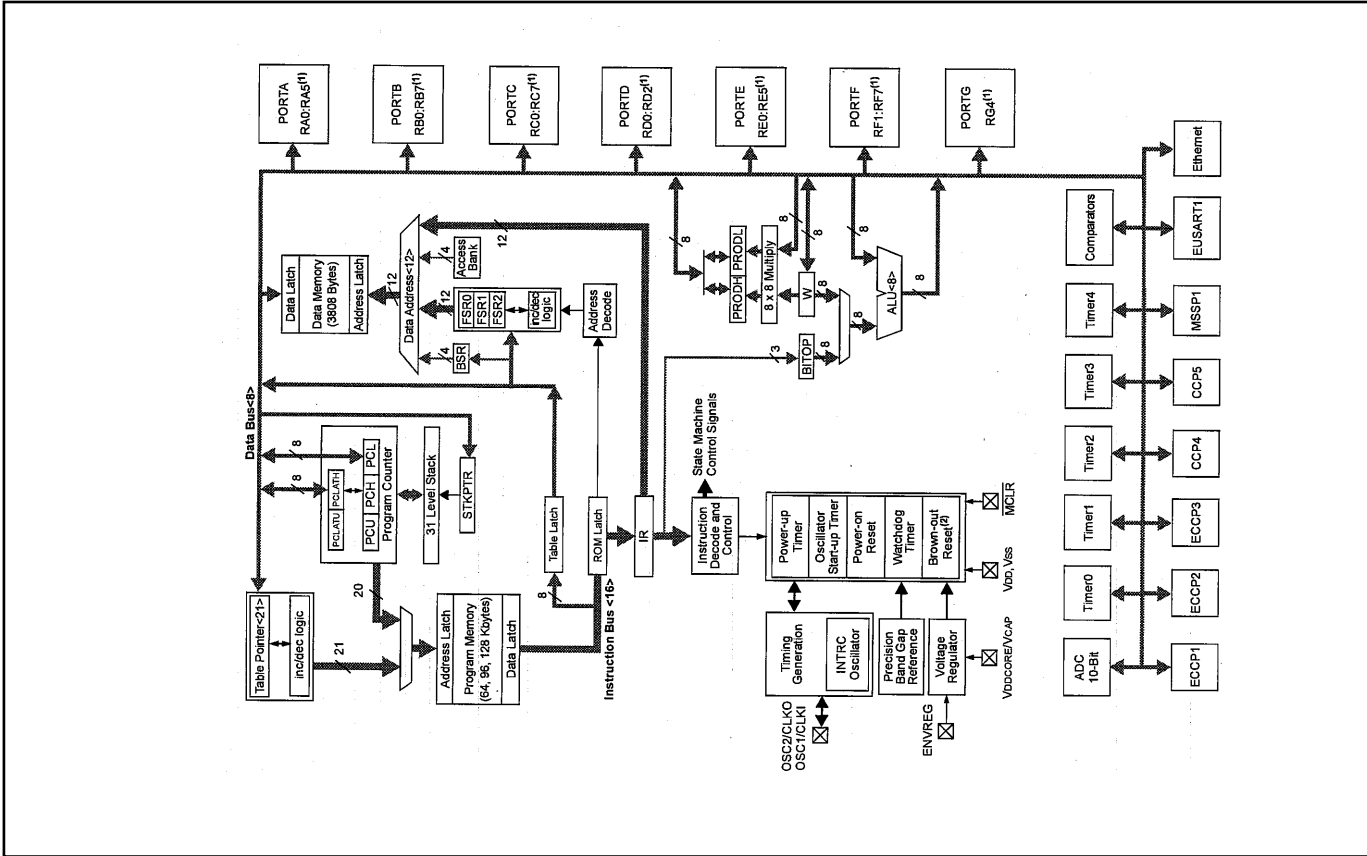 Data Bus<8>
Table Pointer<21>
inc/dec logic
21
20
8
8
PCLATU
PCLATH
PCU
PCH
PCL
Program Counter
31 Level Stack
STKPTR
Address Latch
Program Memory
(64, 96, 128 Kbytes)
Data Latch
Instruction Bus <16>
8
Table Latch
ROM Latch
IR
Data Latch
Data Memory
(3808 Bytes)
Address Latch
12
Data Address<12>
4
12
4
BSR
FSR0
FSR1
FSR2
inc/dec
logic
Access
Bank
12
Address
Decode
PORTA
RA0:RA5(1)
PORTB
RB0:RB7(1)
PORTC
RC0:RC7(1)
PORTD
RD0:RD2(1)
PORTE
RE0:RE5(1)
PORTF
RF1:RF7(1)
PORTG
RG4(1)
Instruction
Decode and
Control
State Machine
Control Signals
8
PRODH
PRODL
8 x 8 Multiply
3
BITOP
8
W
8
8
8
8
8
ALU<8>
8
OSC2/CLKO
OSC1/CLKI
Timing
Generation
INTRC
Oscillator
Precision
Band Gap
Reference
ENVREG
Voltage
Regulator
Power-up
Timer
Oscillator
Start-up Timer
Power-on
Reset
Watchdog
Timer
Brown-out
Reset(2)
VDDCORE/VCAP
VDD, VSS
MCLR
ADC
10-Bit
Timer0
Timer1
Timer2
Timer3
Timer4
Comparators
ECCP1
ECCP2
ECCP3
CCP4
CCP5
MSSP1
EUSART1
Ethernet